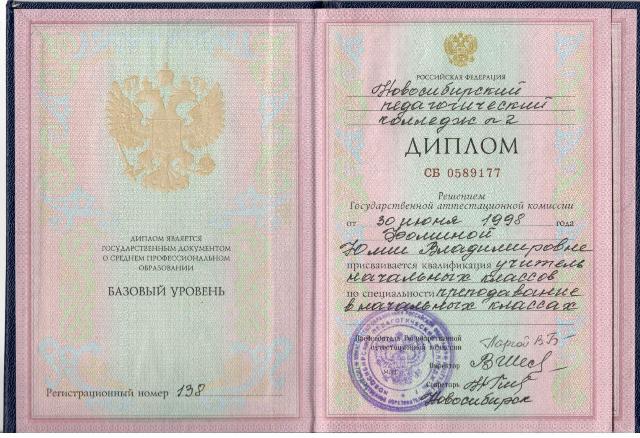 ДИПЛОМ ЯВЛЯЕТСЯ
ГОСУДАРСТВЕННЫМ ДОКУМЕНТОМ
О СРЕДНЕМ ПРОФЕССИОНАЛЬНОМ
ОБРАЗОВАНИИ
БАЗОВЫЙ УРОВЕНЬ
Регистрационный номер 138
РОССИЙСКАЯ ФЕДЕРАЦИЯ
Новосибирский
педагогический
колледж n 2
ДИПЛОМ
СБ 0589177
Решением
Государственной аттестационной комиссии
от 30 июня 1998 года
Фоминой
Юлии Владимировне
присваивается квалификация учитель
начальных классов
по специальности преподавание
в начальных классах
Председатель Государственной
аттестационной комиссии
Директор
Секретарь
Новосибирск